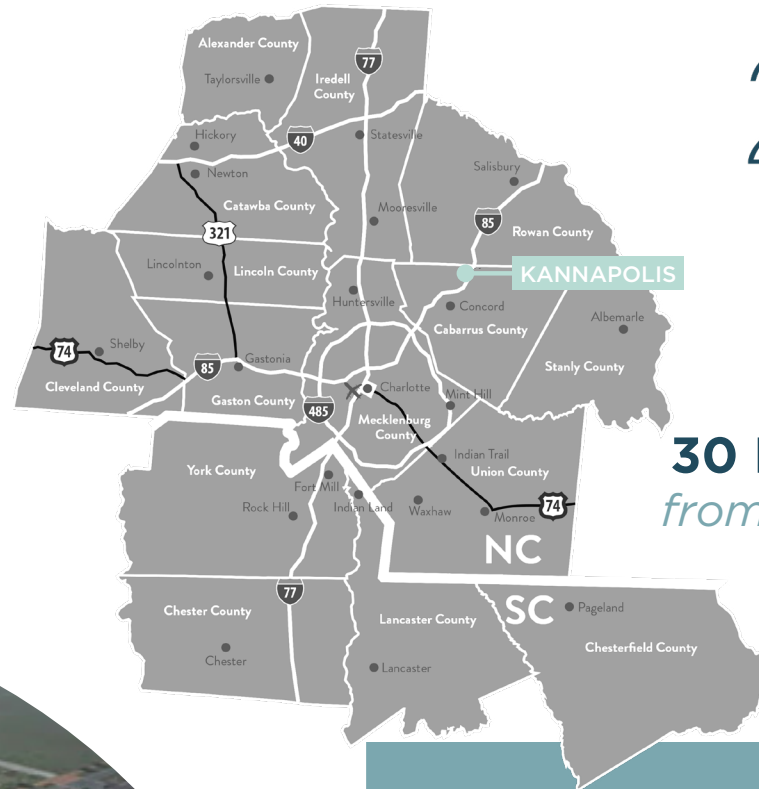 Alexander County
77
Taylorsville
Iredell
County
Hickory
40
Statesville
Newton
Salisbury
Catawba County
Mooresville
85
321
Rowan County
Lincolnton
Lincoln County
KANNAPOLIS
Huntersville
Concord
Cabarrus County
Albemarle
74
Shelby
Gastonia
85
Stanly County
Cleveland County
Charlotte
Mint Hill
Gaston County
485
Mecklenburg
County
30
from
Indian Trail
York County
Union County
Fort Mill
Rock Hill
Indian Land
Waxhaw
74
Monroe
NC
77
SC
Chester County
Pageland
Lancaster County
Chesterfield County
Chester
Lancaster